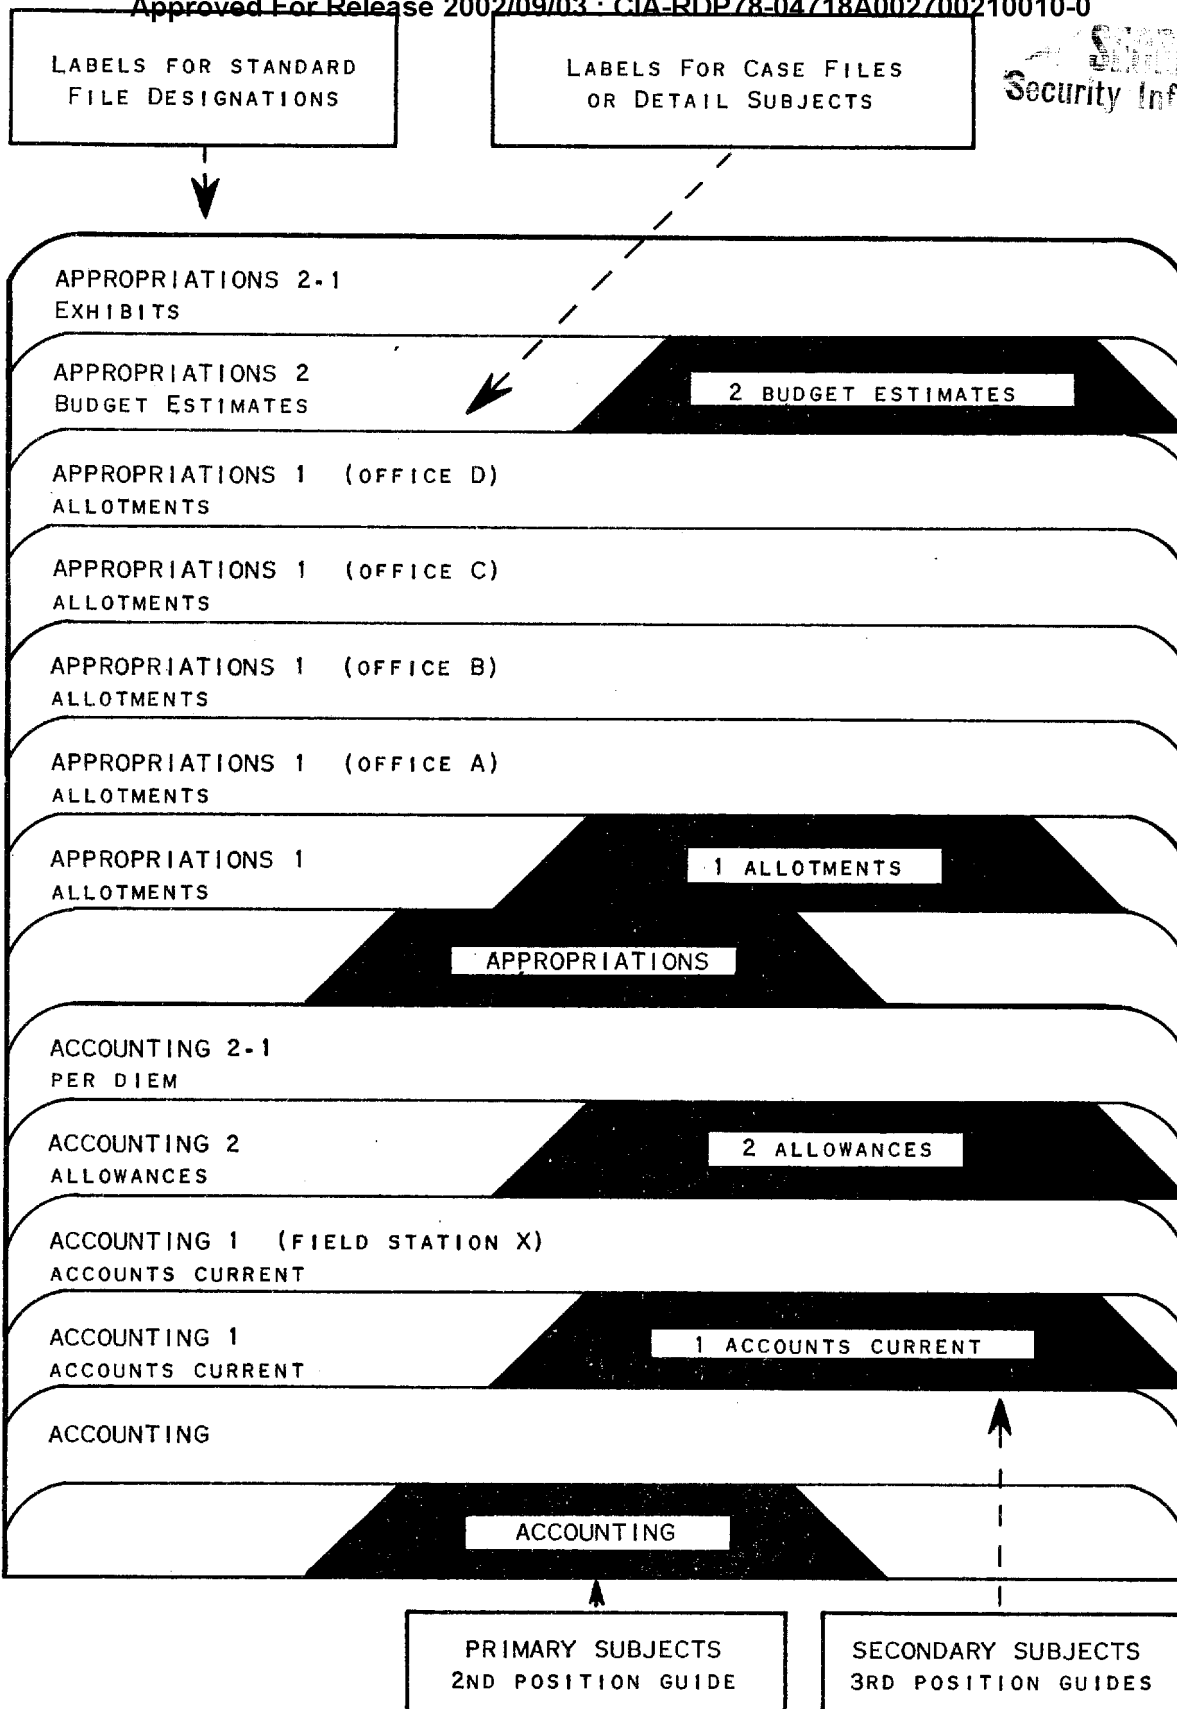 Approved For Release 2002/09/03 : CIA-RDP78-04718A002700210010-0
LABELS FOR STANDARD
FILE DESIGNATIONS
LABELS FOR CASE FILES
OR DETAIL SUBJECTS
Security Inf
APPROPRIATIONS 2-1
EXHIBITS
APPROPRIATIONS 2
BUDGET ESTIMATES
2 BUDGET ESTIMATES
APPROPRIATIONS 1 (OFFICE D)
ALLOTMENTS
APPROPRIATIONS 1 (OFFICE C)
ALLOTMENTS
APPROPRIATIONS 1 (OFFICE B)
ALLOTMENTS
APPROPRIATIONS 1 (OFFICE A)
ALLOTMENTS
APPROPRIATIONS 1
ALLOTMENTS
1 ALLOTMENTS
APPROPRIATIONS
ACCOUNTING 2-1
PER DIEM
ACCOUNTING 2
ALLOWANCES
2 ALLOWANCES
ACCOUNTING 1 (FIELD STATION X)
ACCOUNTS CURRENT
ACCOUNTING 1
ACCOUNTS CURRENT
1 ACCOUNTS CURRENT
ACCOUNTING
ACCOUNTING
PRIMARY SUBJECTS
2ND POSITION GUIDE
SECONDARY SUBJECTS
3RD POSITION GUIDES